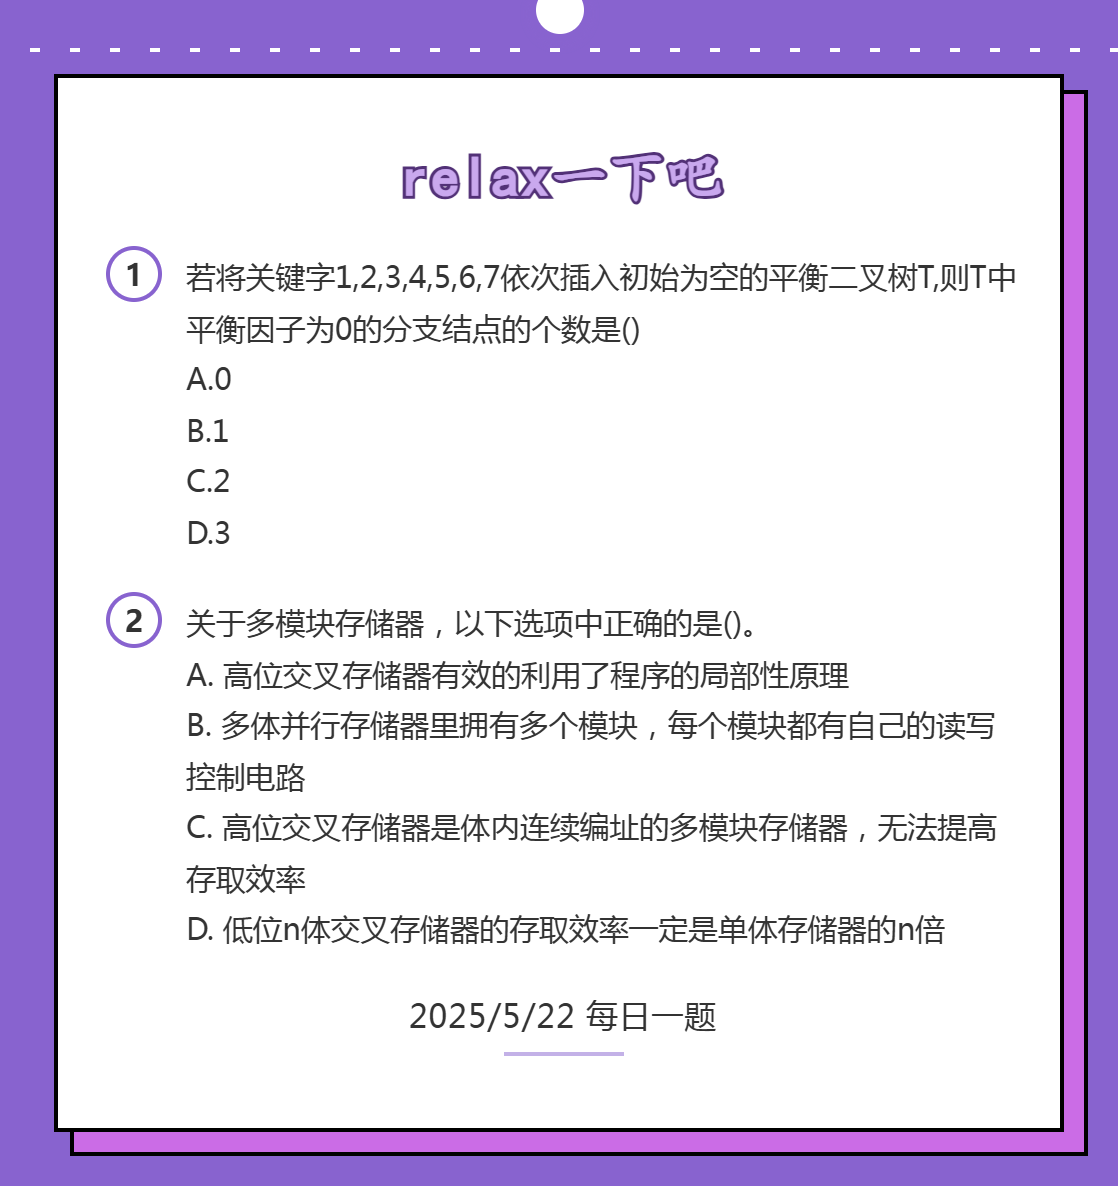 relax一下吧
1 若将关键字1,2,3,4,5,6,7依次插入初始为空的平衡二叉树T,则T中
平衡因子为0的分支结点的个数是()
A.0
B.1
C.2
D.3
2 关于多模块存储器，以下选项中正确的是()。
A. 高位交叉存储器有效的利用了程序的局部性原理
B. 多体并行存储器里拥有多个模块，每个模块都有自己的读写
控制电路
C. 高位交叉存储器是体内连续编址的多模块存储器，无法提高
存取效率
D. 低位n体交叉存储器的存取效率一定是单体存储器的n倍
2025/5/22 每日一题